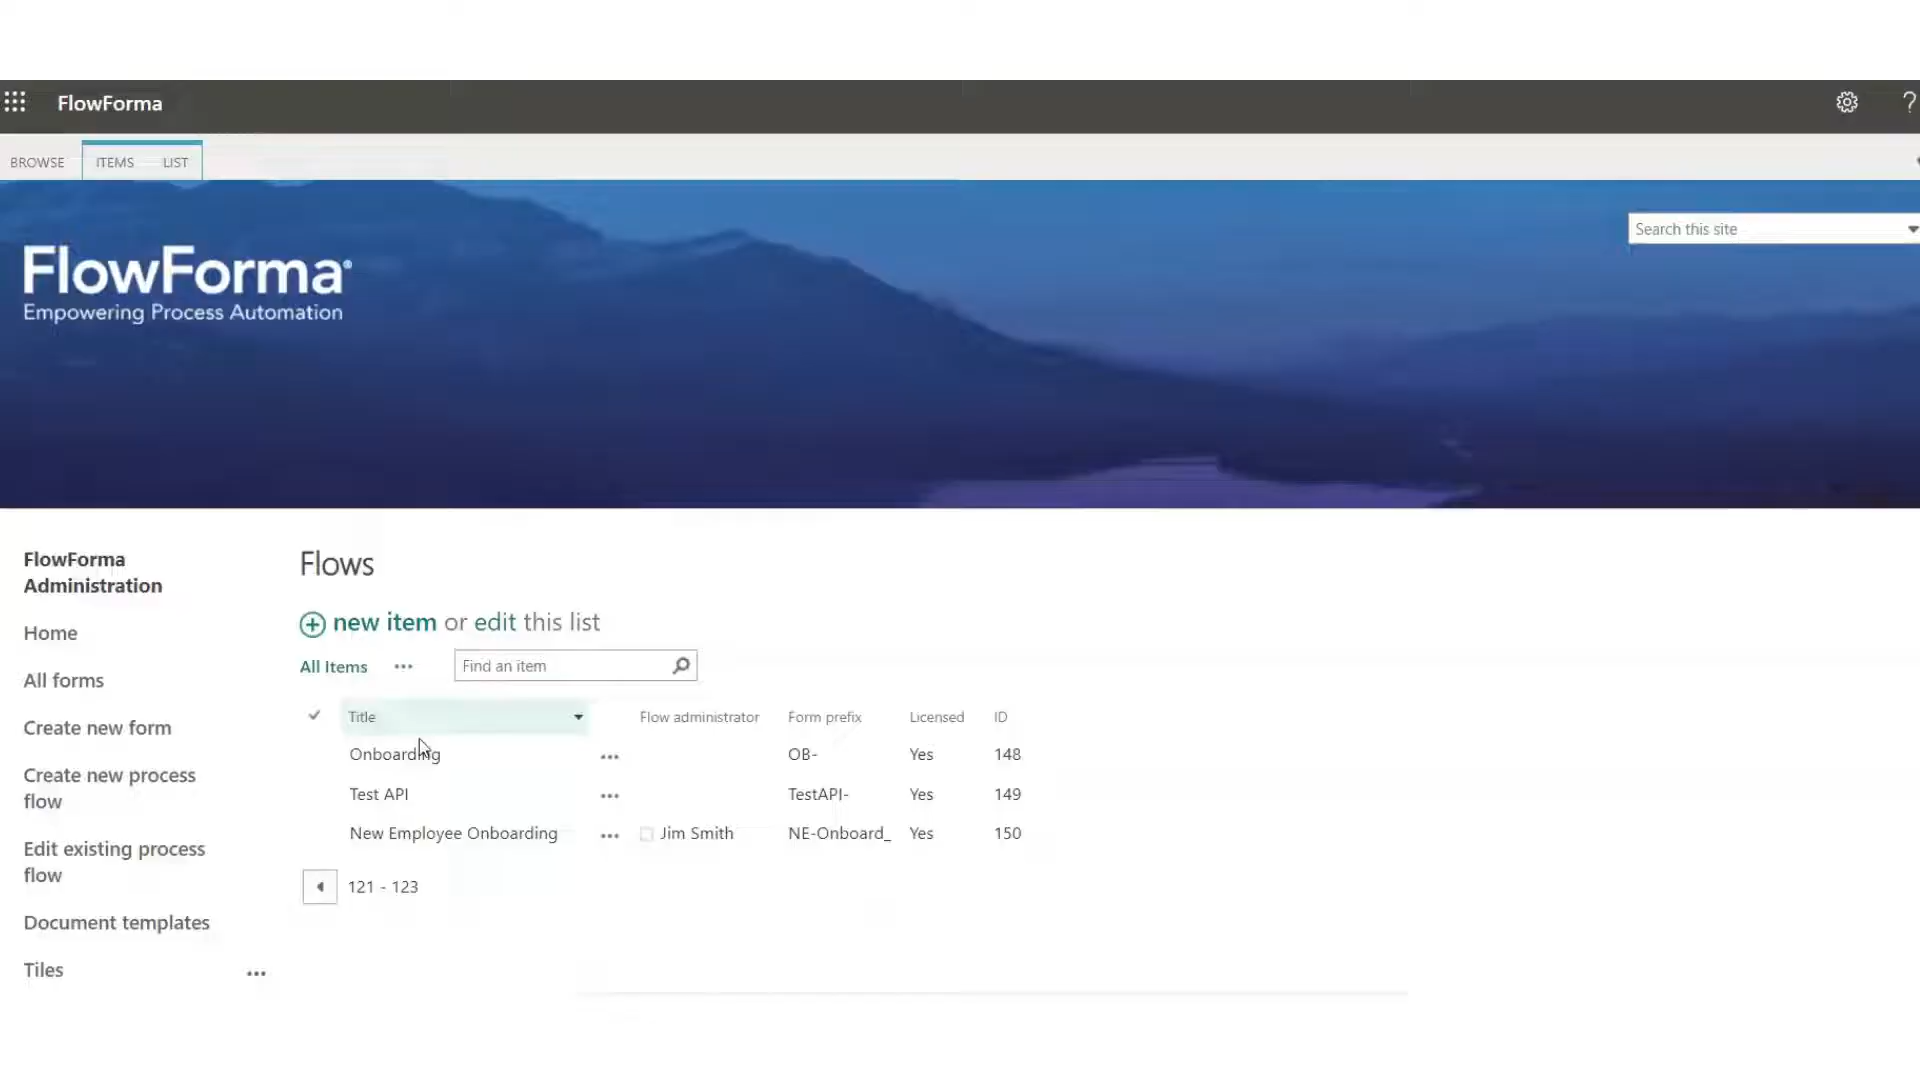 FlowForma
?
BROWSE ITEMS LIST
Search this site
FlowForma
Empowering Process Automation
FlowForma
Administration
Home
All forms
Create new form
Create new process
flow
Edit existing process
flow
Document templates
Tiles ...
Flows
new item or edit this list
All Items ... Find an item
Title Flow administrator Form prefix Licensed ID
Onboarding ... OB- Yes 148
Test API ... TestAPI- Yes 149
New Employee Onboarding ... Jim Smith NE-Onboard_ Yes 150
121 - 123